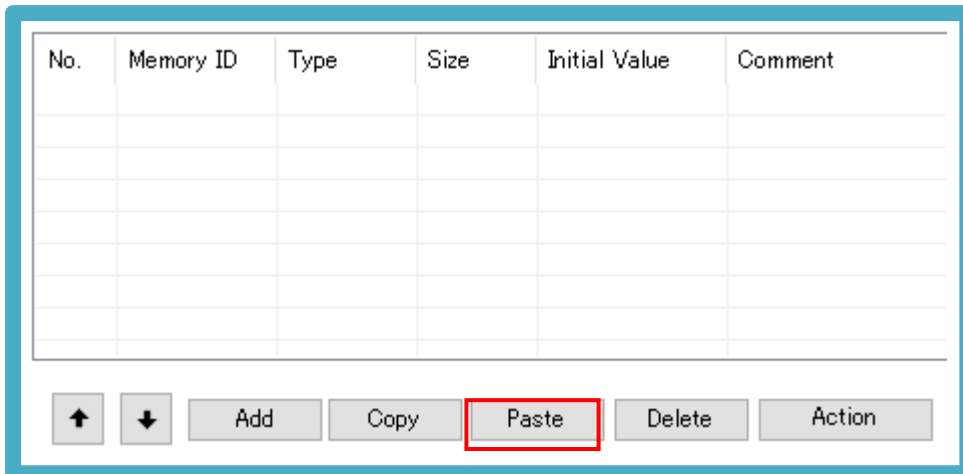 No. Memory ID Type Size Initial Value Comment
Add Copy Paste Delete Action